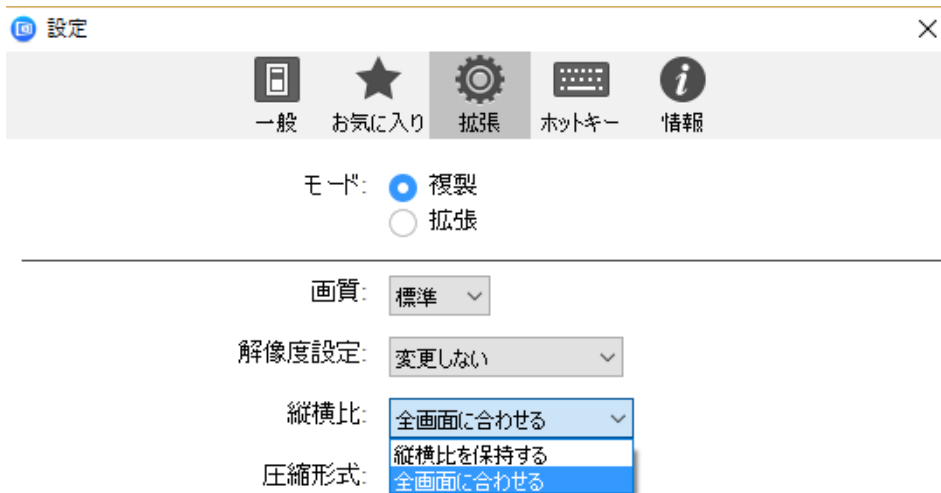 設定
一般 お気に入り 拡張 ホットキー 情報
モード: 複製
拡張
画質: 標準
解像度設定: 変更しない
縦横比: 全画面に合わせる
縦横比を保持する
圧縮形式: 全画面に合わせる